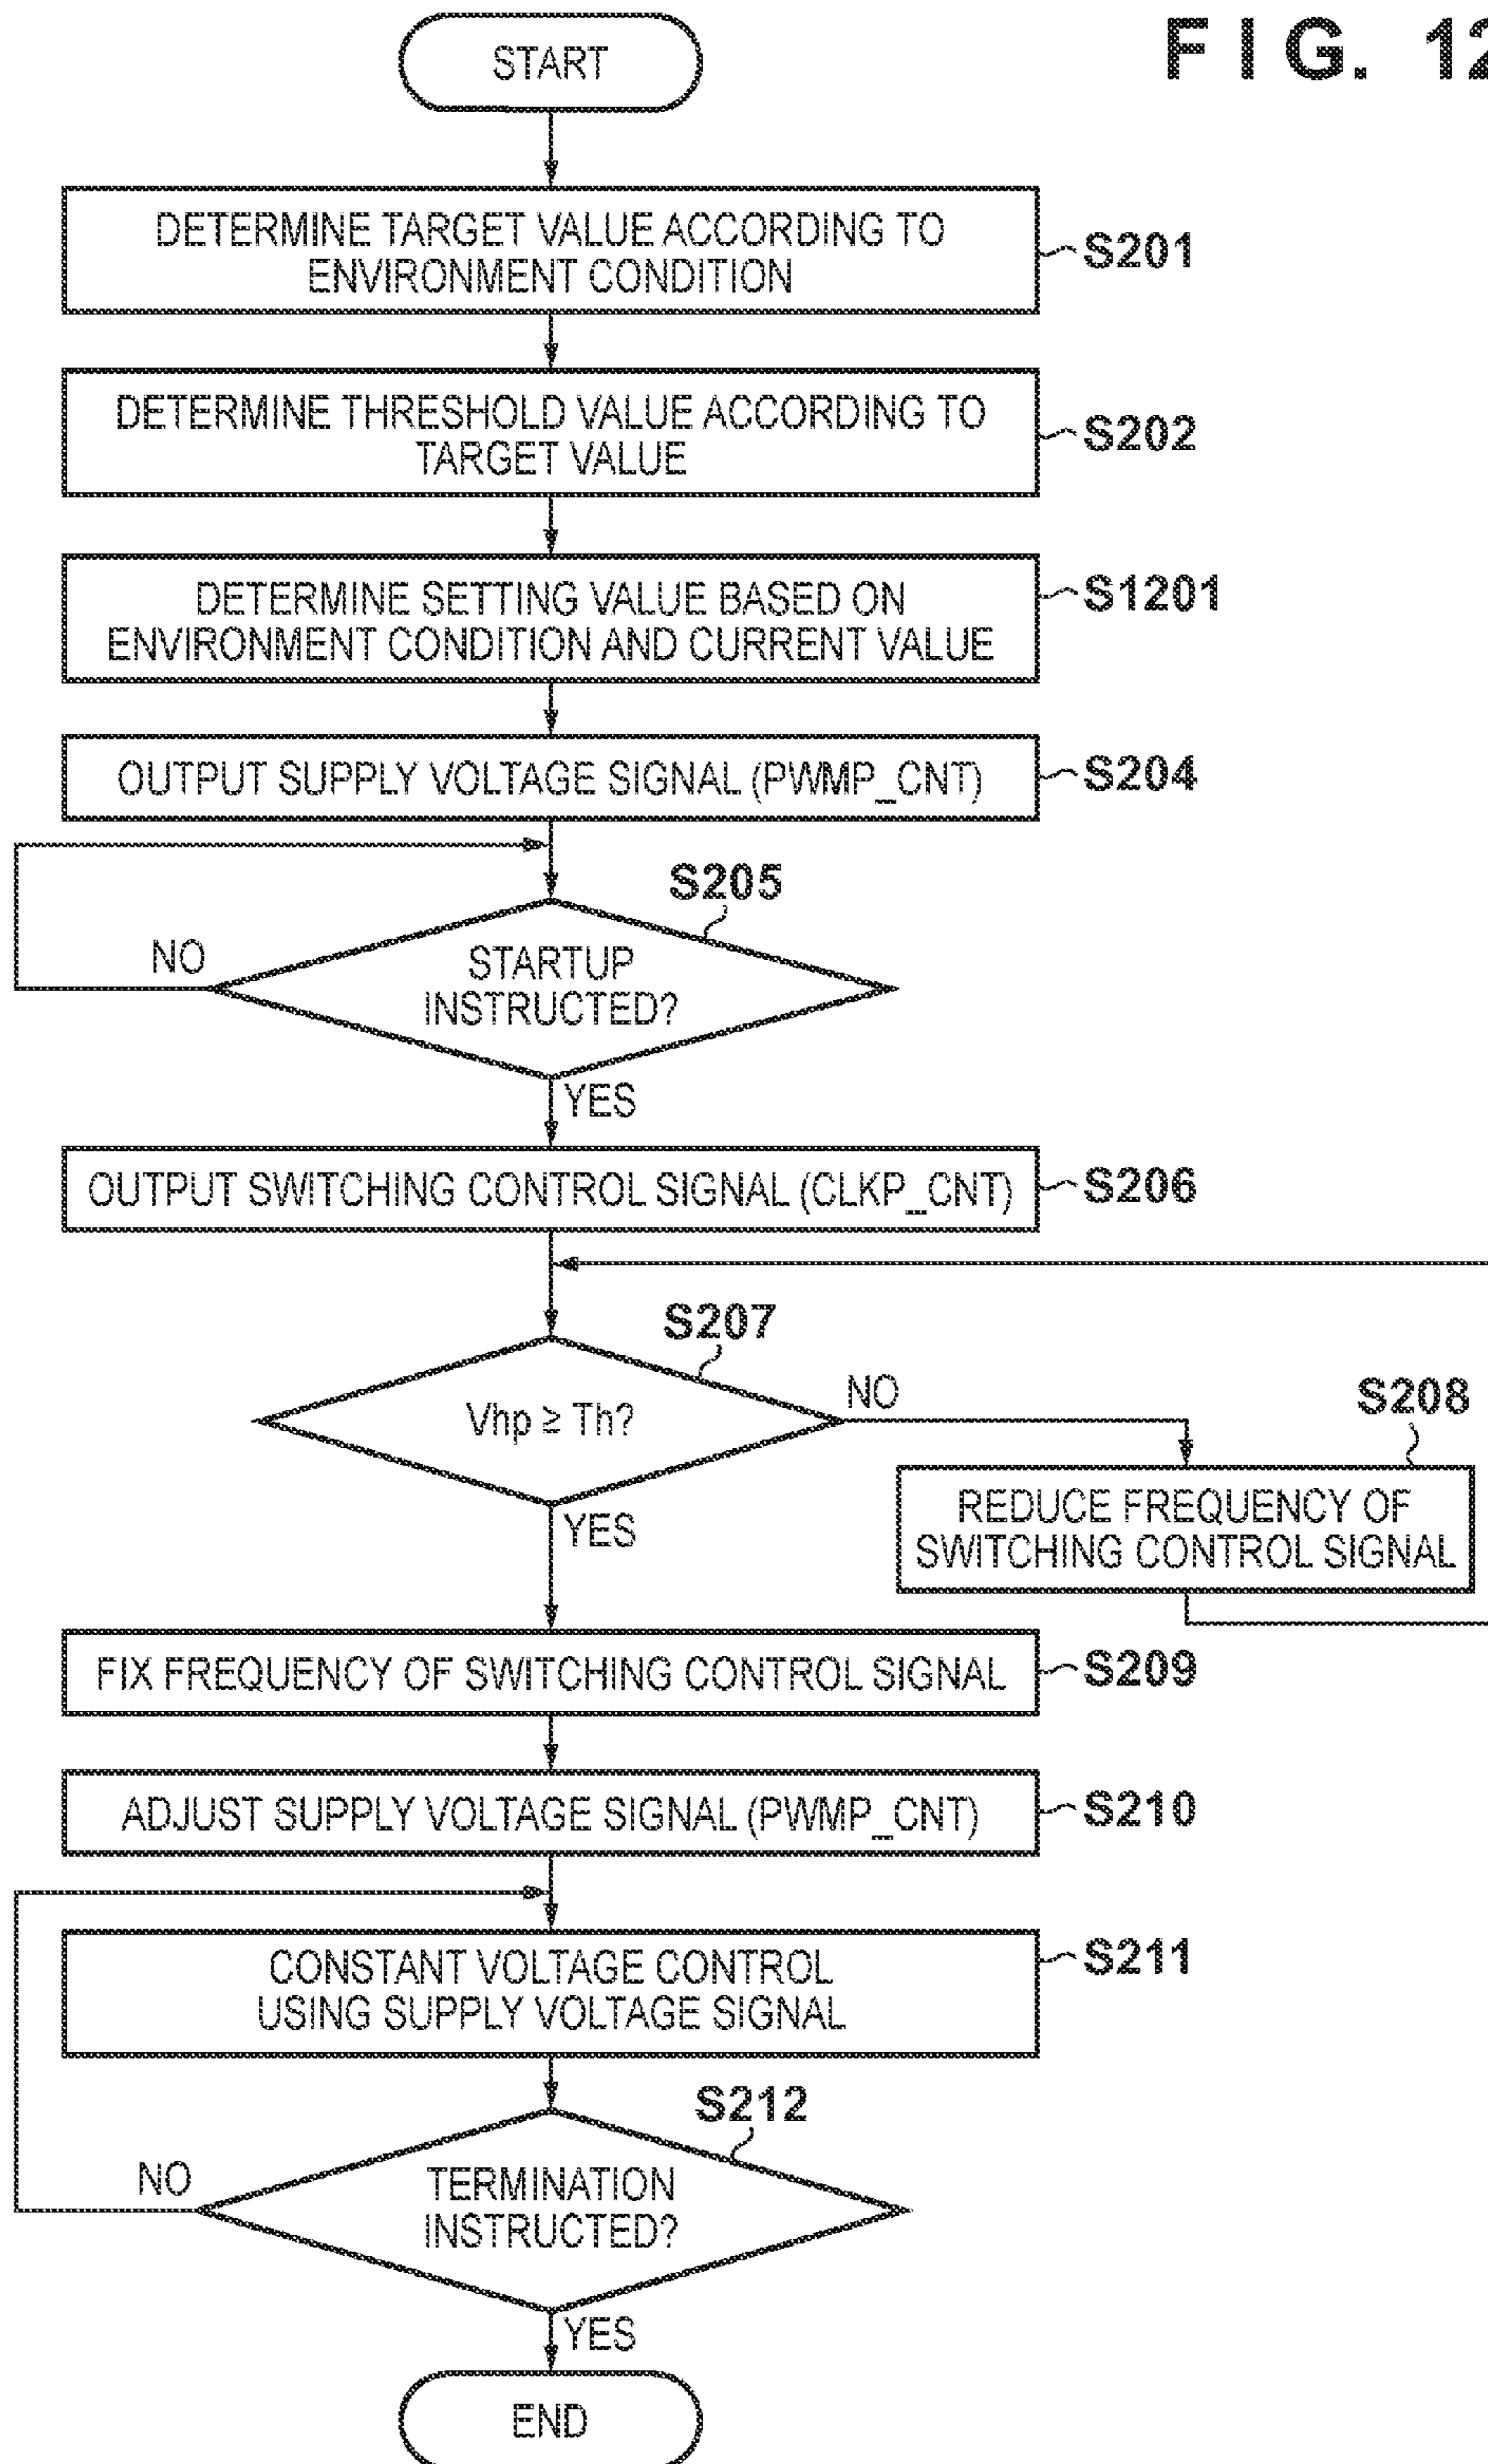 FIG. 12
START
DETERMINE TARGET VALUE ACCORDING TO
ENVIRONMENT CONDITION
S201
DETERMINE THRESHOLD VALUE ACCORDING TO
TARGET VALUE
S202
DETERMINE SETTING VALUE BASED ON
ENVIRONMENT CONDITION AND CURRENT VALUE
S1201
OUTPUT SUPPLY VOLTAGE SIGNAL (PWMP_CNT)
S204
S205
NO
STARTUP
INSTRUCTED?
YES
OUTPUT SWITCHING CONTROL SIGNAL (CLKP_CNT)
S206
S207
Vhp ≥ Th?
NO
S208
REDUCE FREQUENCY OF
SWITCHING CONTROL SIGNAL
YES
FIX FREQUENCY OF SWITCHING CONTROL SIGNAL
S209
ADJUST SUPPLY VOLTAGE SIGNAL (PWMP_CNT)
S210
CONSTANT VOLTAGE CONTROL
USING SUPPLY VOLTAGE SIGNAL
S211
S212
NO
TERMINATION
INSTRUCTED?
YES
END